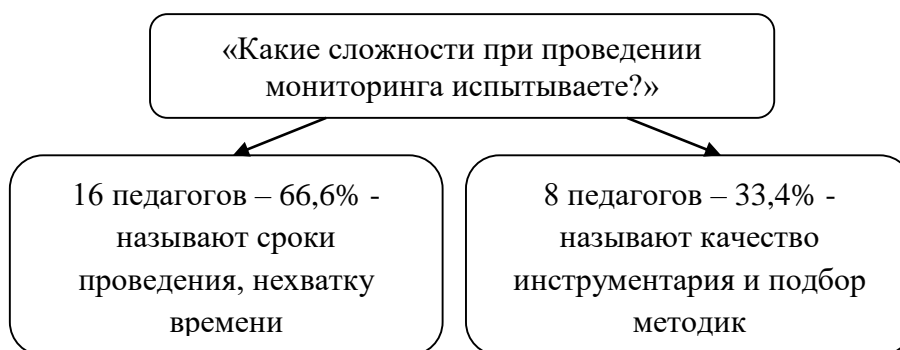 «Какие сложности при проведении
мониторинга испытываете?»
16 педагогов – 66,6% -
называют сроки
проведения, нехватку
времени
8 педагогов – 33,4% -
называют качество
инструментария и подбор
методик